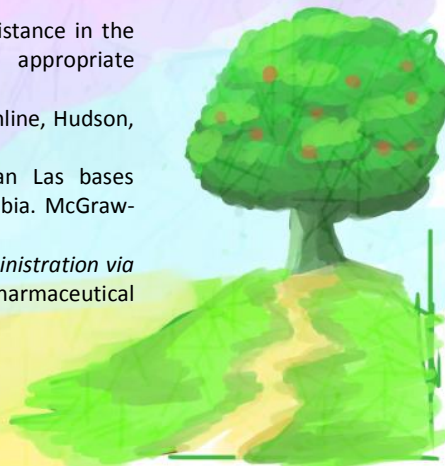 istance in the
appropriate
nline, Hudson,
an Las bases
bia. McGraw-
inistration via
harmaceutical